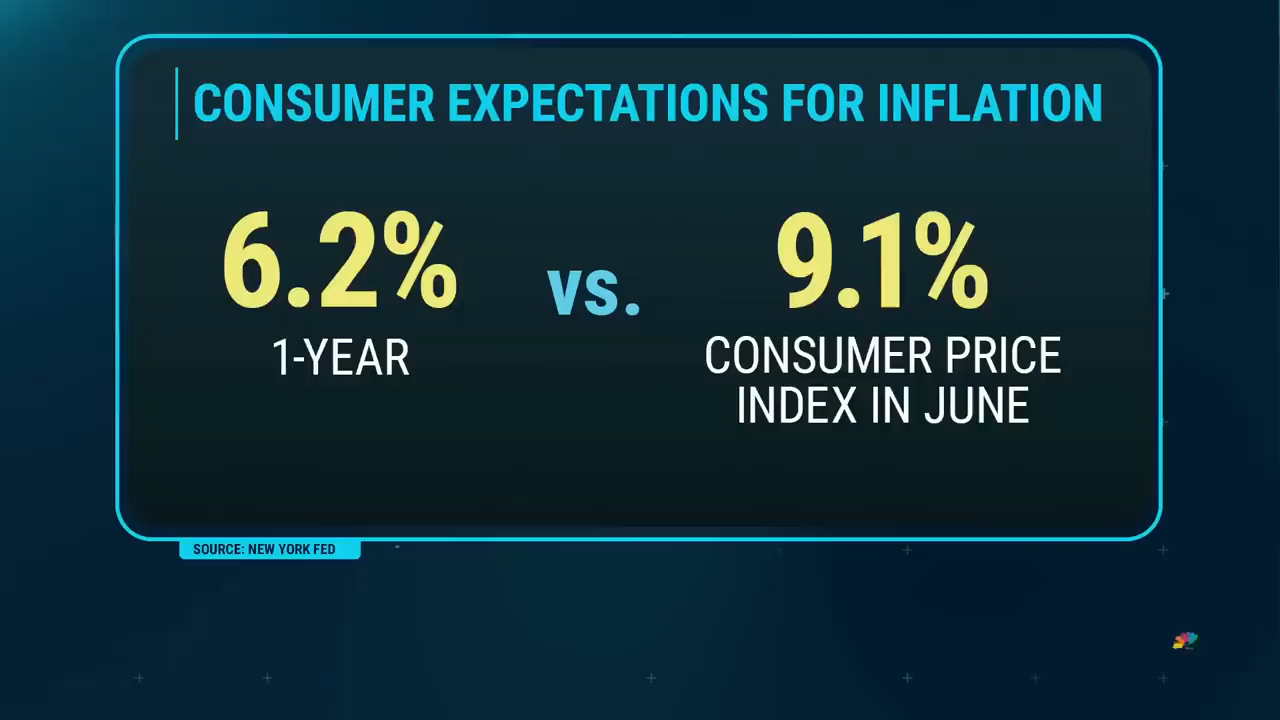 CONSUMER EXPECTATIONS FOR INFLATION
6.2% vs. 9.1%
1-YEAR
CONSUMER PRICE
INDEX IN JUNE
SOURCE: NEW YORK FED